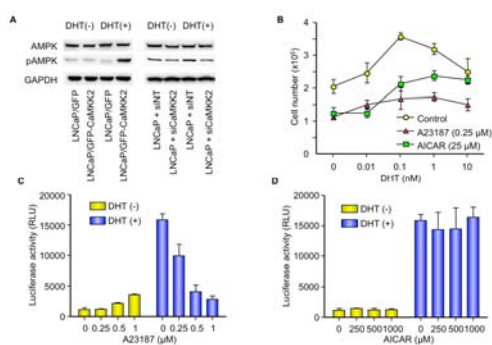 A
DHT(-) DHT(+) DHT(-) DHT(+)
AMPK
pAMPK
GAPDH
LNCaP/GFP
LNCaP/GFP-CaMKK2
LNCaP/GFP
LNCaP/GFP-CaMKK2
LNCaP + siNT
LNCaP + siCaMKK2
LNCaP + siNT
LNCaP + siCaMKK2
B
Cell number (x10⁵)
4
3
2
1
0
0 0.01 0.1 1 10
DHT
(nM)
Control
A23187 (0.25 μM)
AICAR (25 μM)
C
Luciferase activity (RLU)
20000
15000
10000
5000
0
DHT (-)
DHT (+)
0 0.25 0.5 1 0 0.25 0.5 1
A23187 (μM)
D
Luciferase activity (RLU)
20000
15000
10000
5000
0
DHT (-)
DHT (+)
0 250 5001000 0 250 5001000
AICAR (μM)